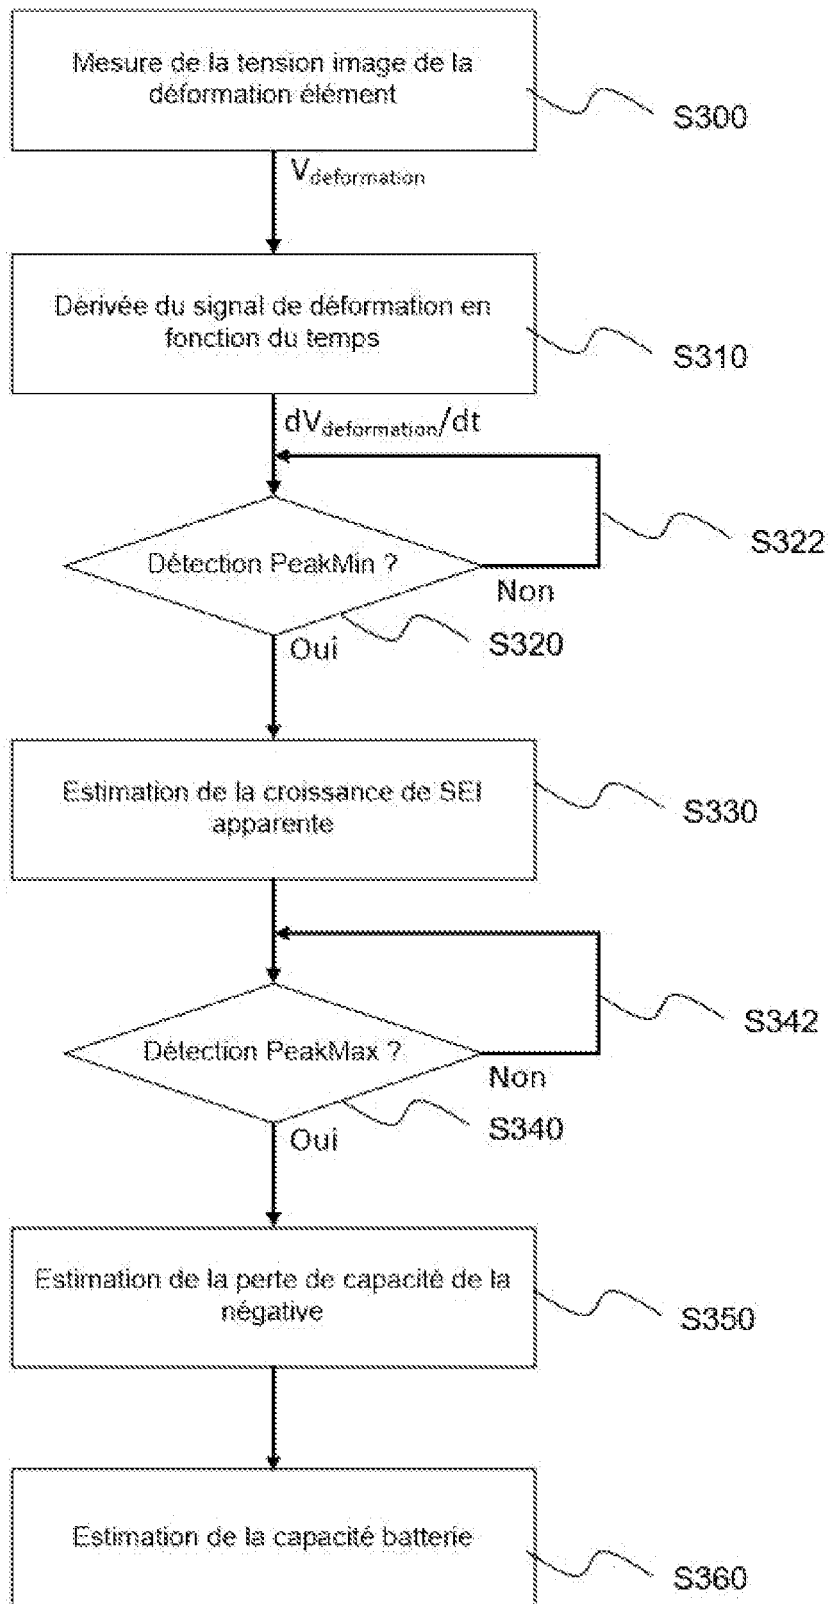 Mesure de la tension image de la
déformation élément
S300
Vdeformation
Dérivée du signal de déformation en
fonction du temps
S310
dVdeformation/dt
S322
Détection PeakMin ?
Non
S320
Oui
Estimation de la croissance de SEI
apparente
S330
S342
Détection PeakMax ?
Non
S340
Oui
Estimation de la perte de capacité de la
négative
S350
Estimation de la capacité batterie
S360